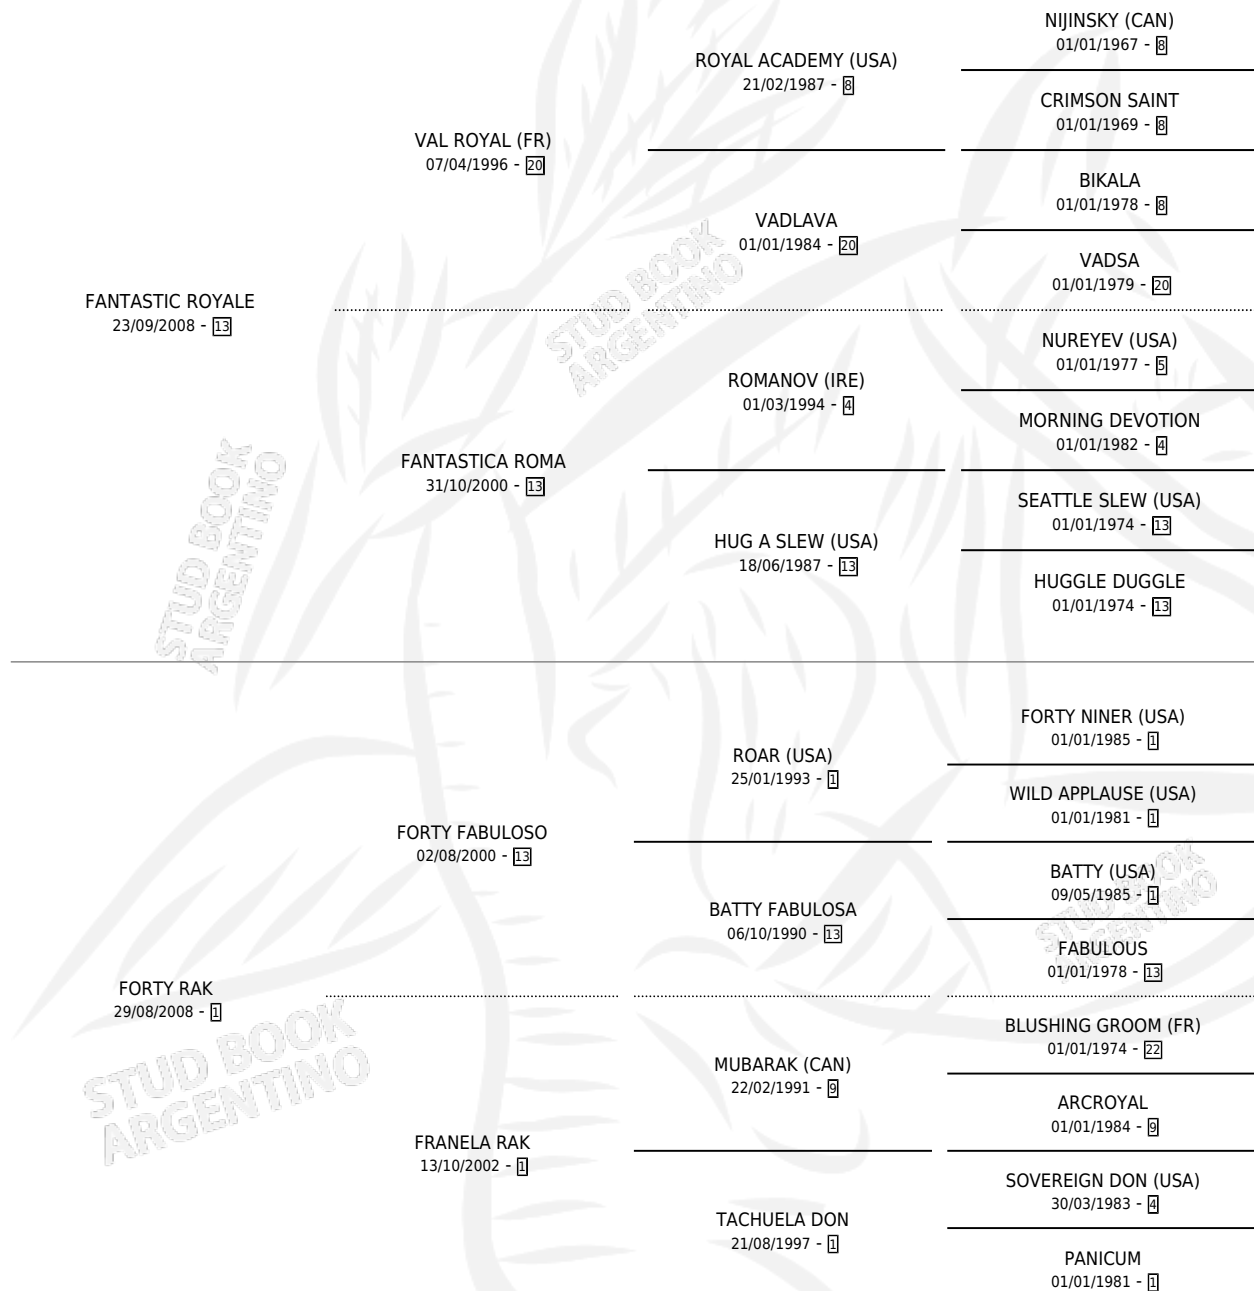 NIJINSKY (CAN)
01/01/1967 - 8
ROYAL ACADEMY (USA)
21/02/1987 - 8
CRIMSON SAINT
01/01/1969 - 8
VAL ROYAL (FR)
07/04/1996 - 20
BIKALA
01/01/1978 - 8
VADLAVA
01/01/1984 - 20
VADSA
01/01/1979 - 20
FANTASTIC ROYALE
23/09/2008 - 13
STUD BOOK
ARGENTINO
NUREYEV (USA)
01/01/1977 - 5
ROMANOV (IRE)
01/03/1994 - 4
MORNING DEVOTION
01/01/1982 - 4
FANTASTICA ROMA
31/10/2000 - 13
SEATTLE SLEW (USA)
01/01/1974 - 13
HUG A SLEW (USA)
18/06/1987 - 13
HUGGLE DUGGLE
01/01/1974 - 13
STUD BOOK
ARGENTINO
FORTY NINER (USA)
01/01/1985 - 1
ROAR (USA)
25/01/1993 - 1
WILD APPLAUSE (USA)
01/01/1981 - 1
FORTY FABULOSO
02/08/2000 - 13
BATTY (USA)
09/05/1985 - 1
BATTY FABULOSA
06/10/1990 - 13
STUD BOOK
ARGENTINO
FABULOUS
01/01/1978 - 13
FORTY RAK
29/08/2008 - 1
BLUSHING GROOM (FR)
01/01/1974 - 22
MUBARAK (CAN)
22/02/1991 - 9
ARCROYAL
01/01/1984 - 9
STUD BOOK
ARGENTINO
FRANELA RAK
13/10/2002 - 1
SOVEREIGN DON (USA)
30/03/1983 - 4
TACHUELA DON
21/08/1997 - 1
PANICUM
01/01/1981 - 1